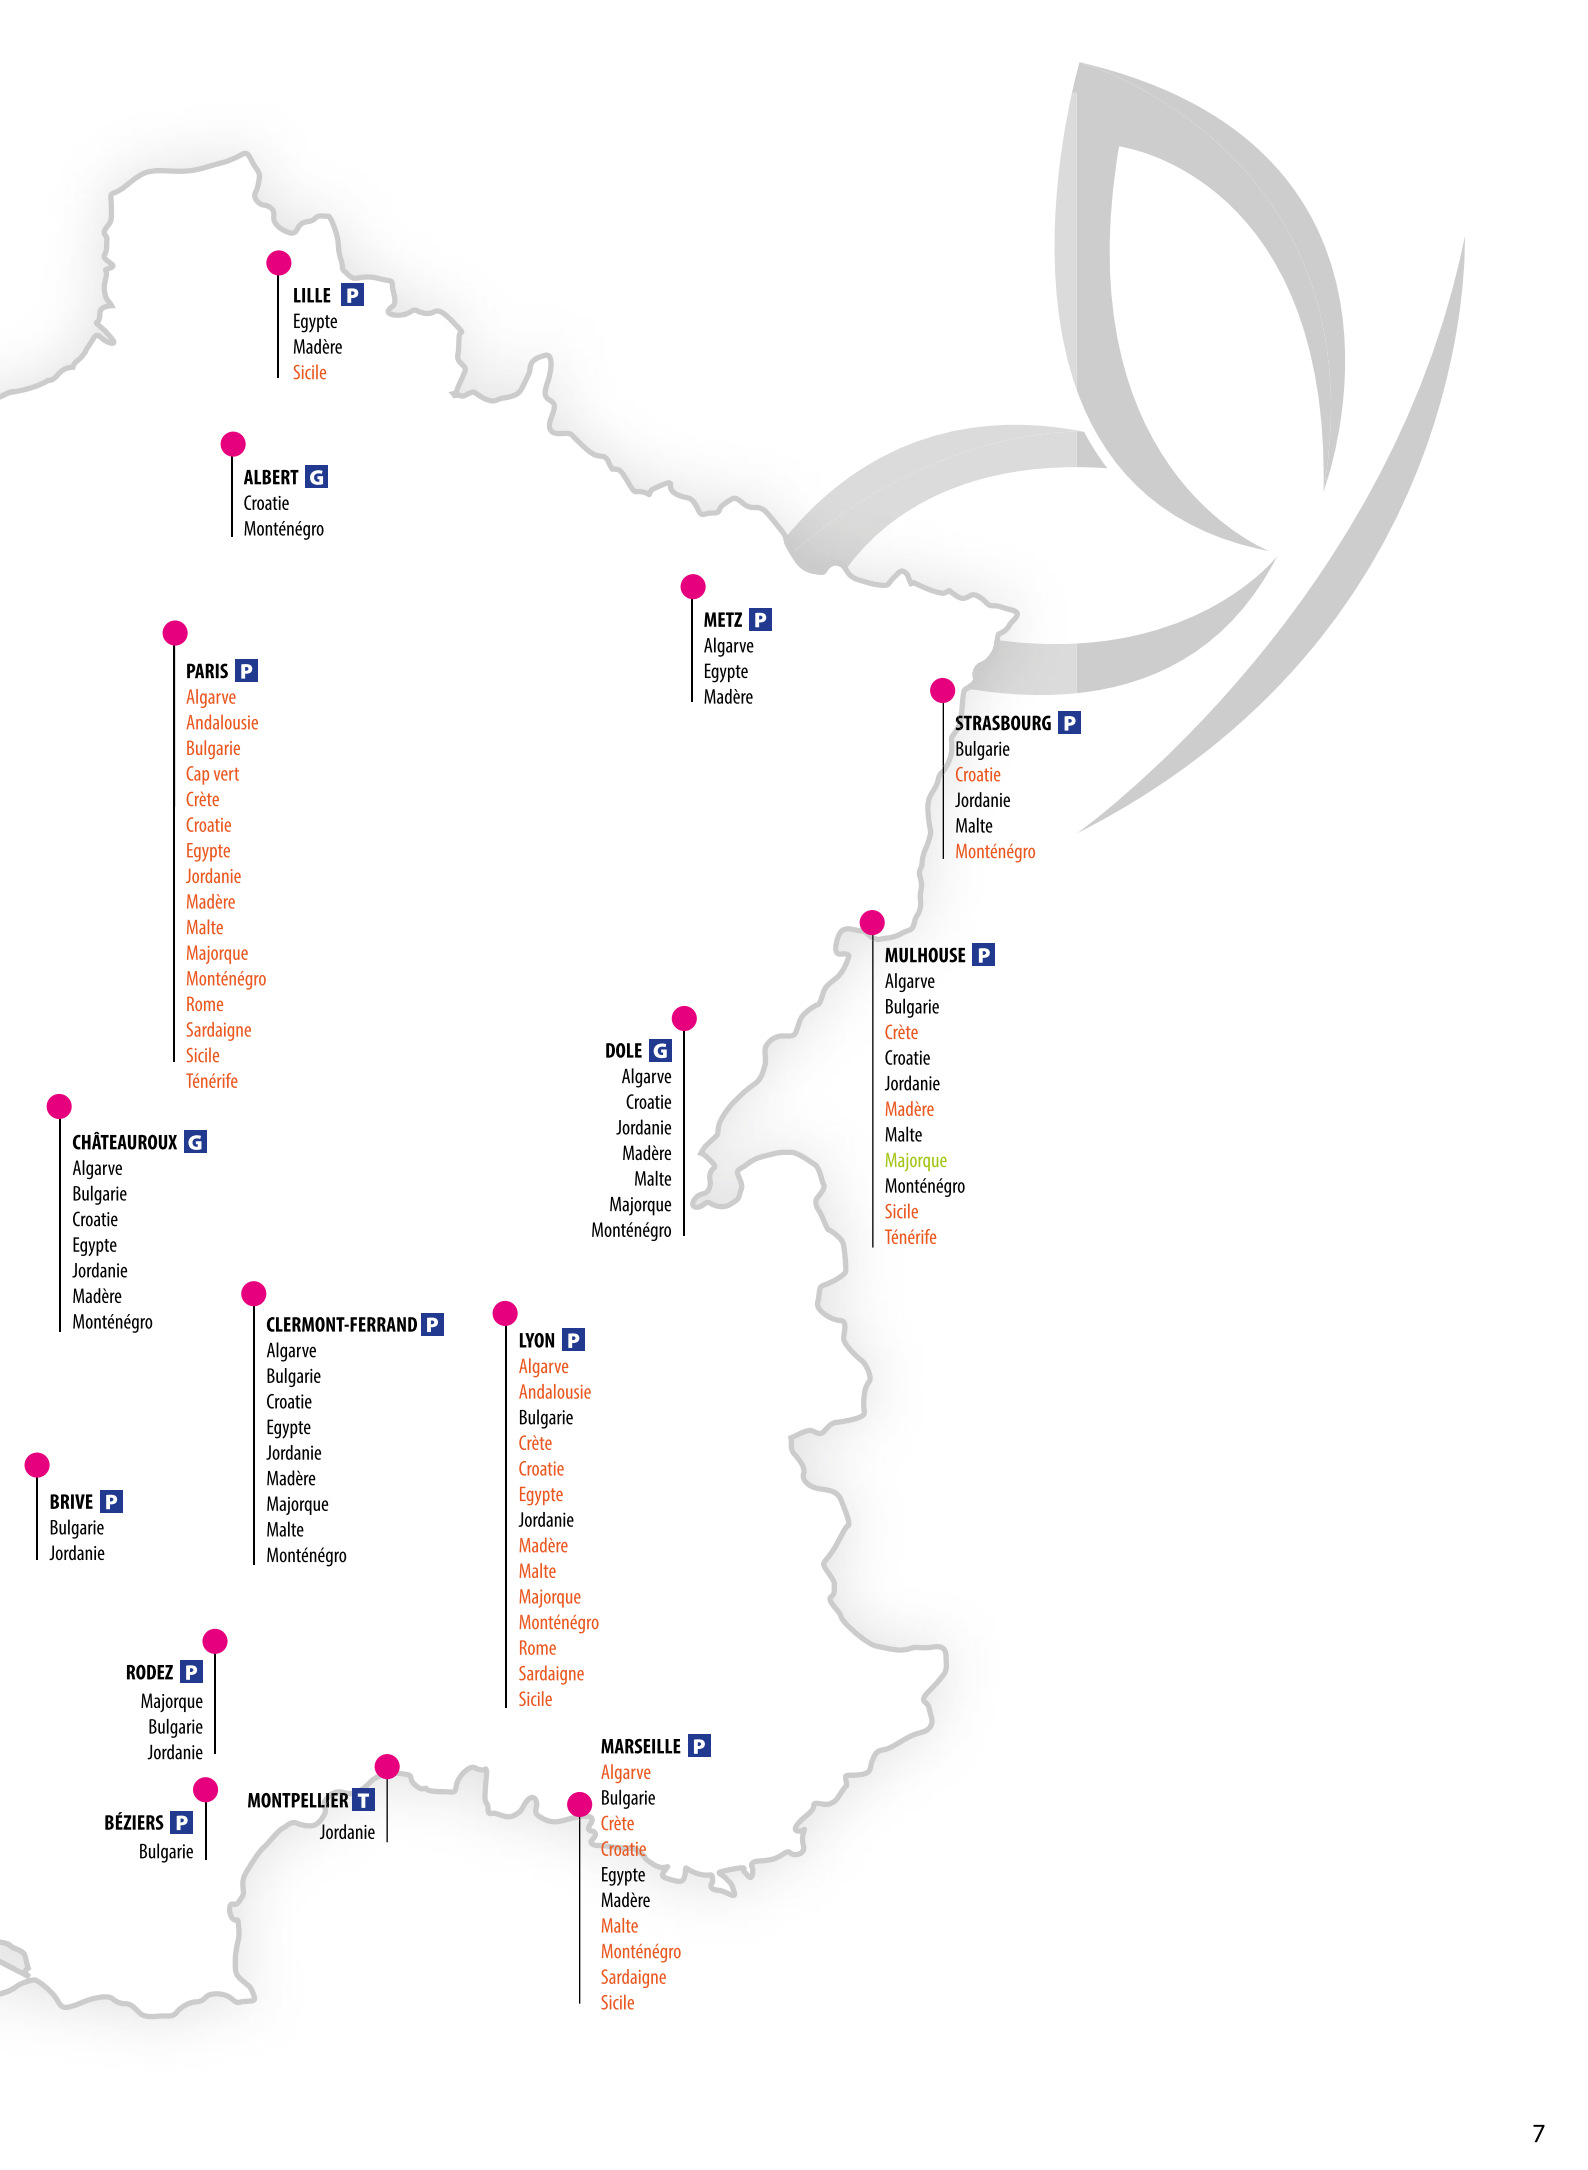 LILLE P
Egypte
Madère
Sicile
ALBERT G
Croatie
Monténégro
METZ P
Algarve
Egypte
Madère
PARIS P
Algarve
Andalousie
Bulgarie
Cap vert
Crète
Croatie
Egypte
Jordanie
Madère
Malte
Majorque
Monténégro
Rome
Sardaigne
Sicile
Ténérife
STRASBOURG P
Bulgarie
Croatie
Jordanie
Malte
Monténégro
MULHOUSE P
Algarve
Bulgarie
Crète
Croatie
Jordanie
Madère
Malte
Majorque
Monténégro
Sicile
Ténérife
DOLE G
Algarve
Croatie
Jordanie
Madère
Malte
Majorque
Monténégro
CHÂTEAUROUX G
Algarve
Bulgarie
Croatie
Egypte
Jordanie
Madère
Monténégro
CLERMONT-FERRAND P
Algarve
Bulgarie
Croatie
Egypte
Jordanie
Madère
Majorque
Malte
Monténégro
LYON P
Algarve
Andalousie
Bulgarie
Crète
Croatie
Egypte
Jordanie
Madère
Malte
Majorque
Monténégro
Rome
Sardaigne
Sicile
BRIVE P
Bulgarie
Jordanie
RODEZ P
Majorque
Bulgarie
Jordanie
BÉZIERS P
Bulgarie
MONTPELLIER T
Jordanie
MARSEILLE P
Algarve
Bulgarie
Crète
Croatie
Egypte
Madère
Malte
Monténégro
Sardaigne
Sicile
7